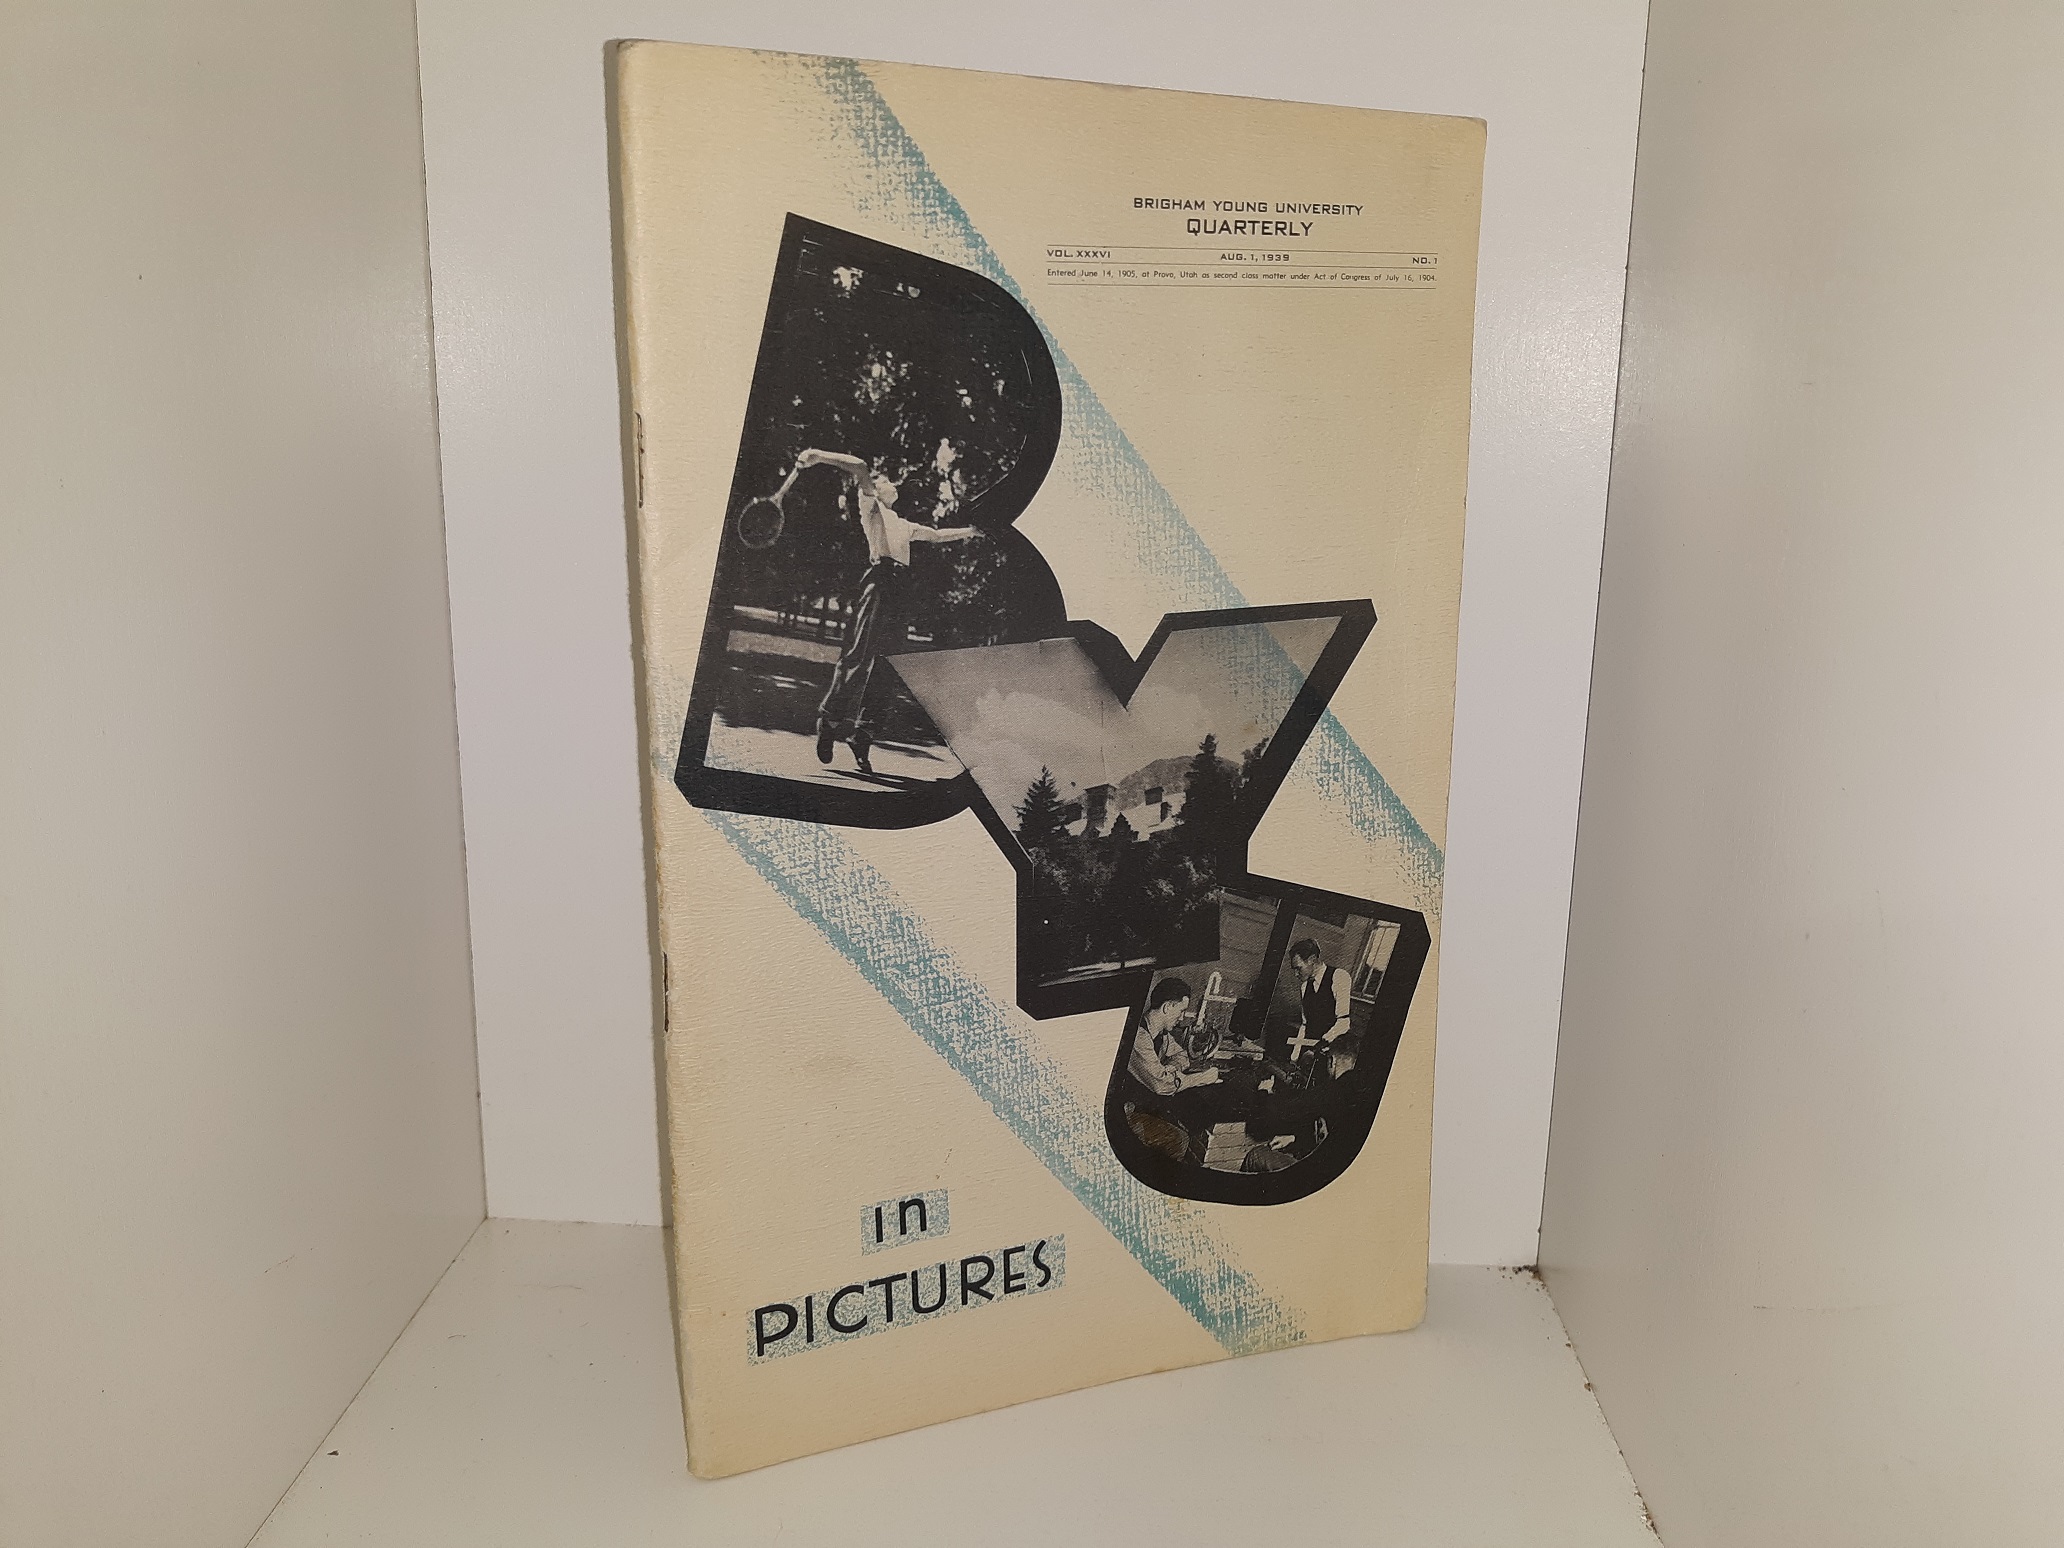 BRIGHAM YOUNG UNIVERSITY
QUARTERLY
VOL. XXXVI AUG. 1, 1939 NO. 1
Entered June 14, 1905, at Provo, Utah as second class matter under Act of Congress of July 16, 1904.
BYU
in
PICTURES